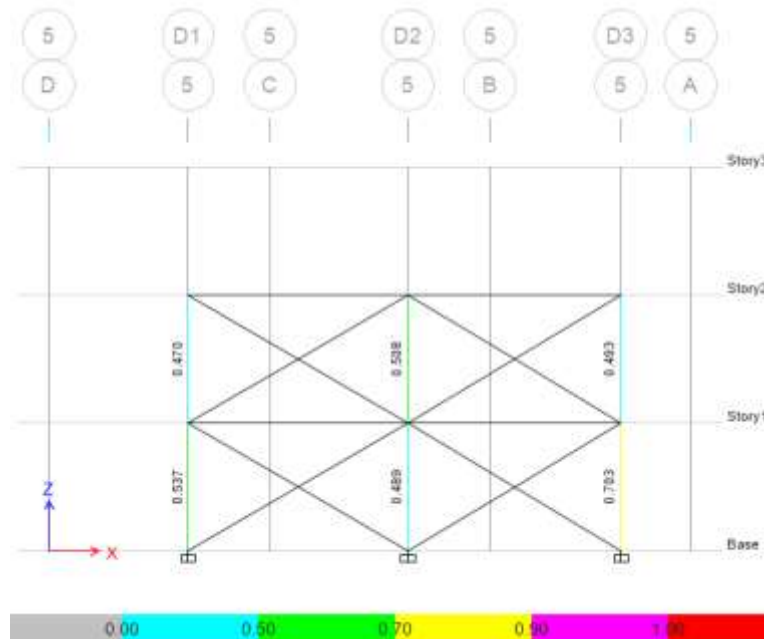 5 D1 5 D2 5 D3 5
D 5 C 5 B 5 A
Story3
Story2
0.470 0.508 0.493
Story1
0.537 0.489 0.703
Z
X
Base
0.00 0.50 0.70 0.90 1.00